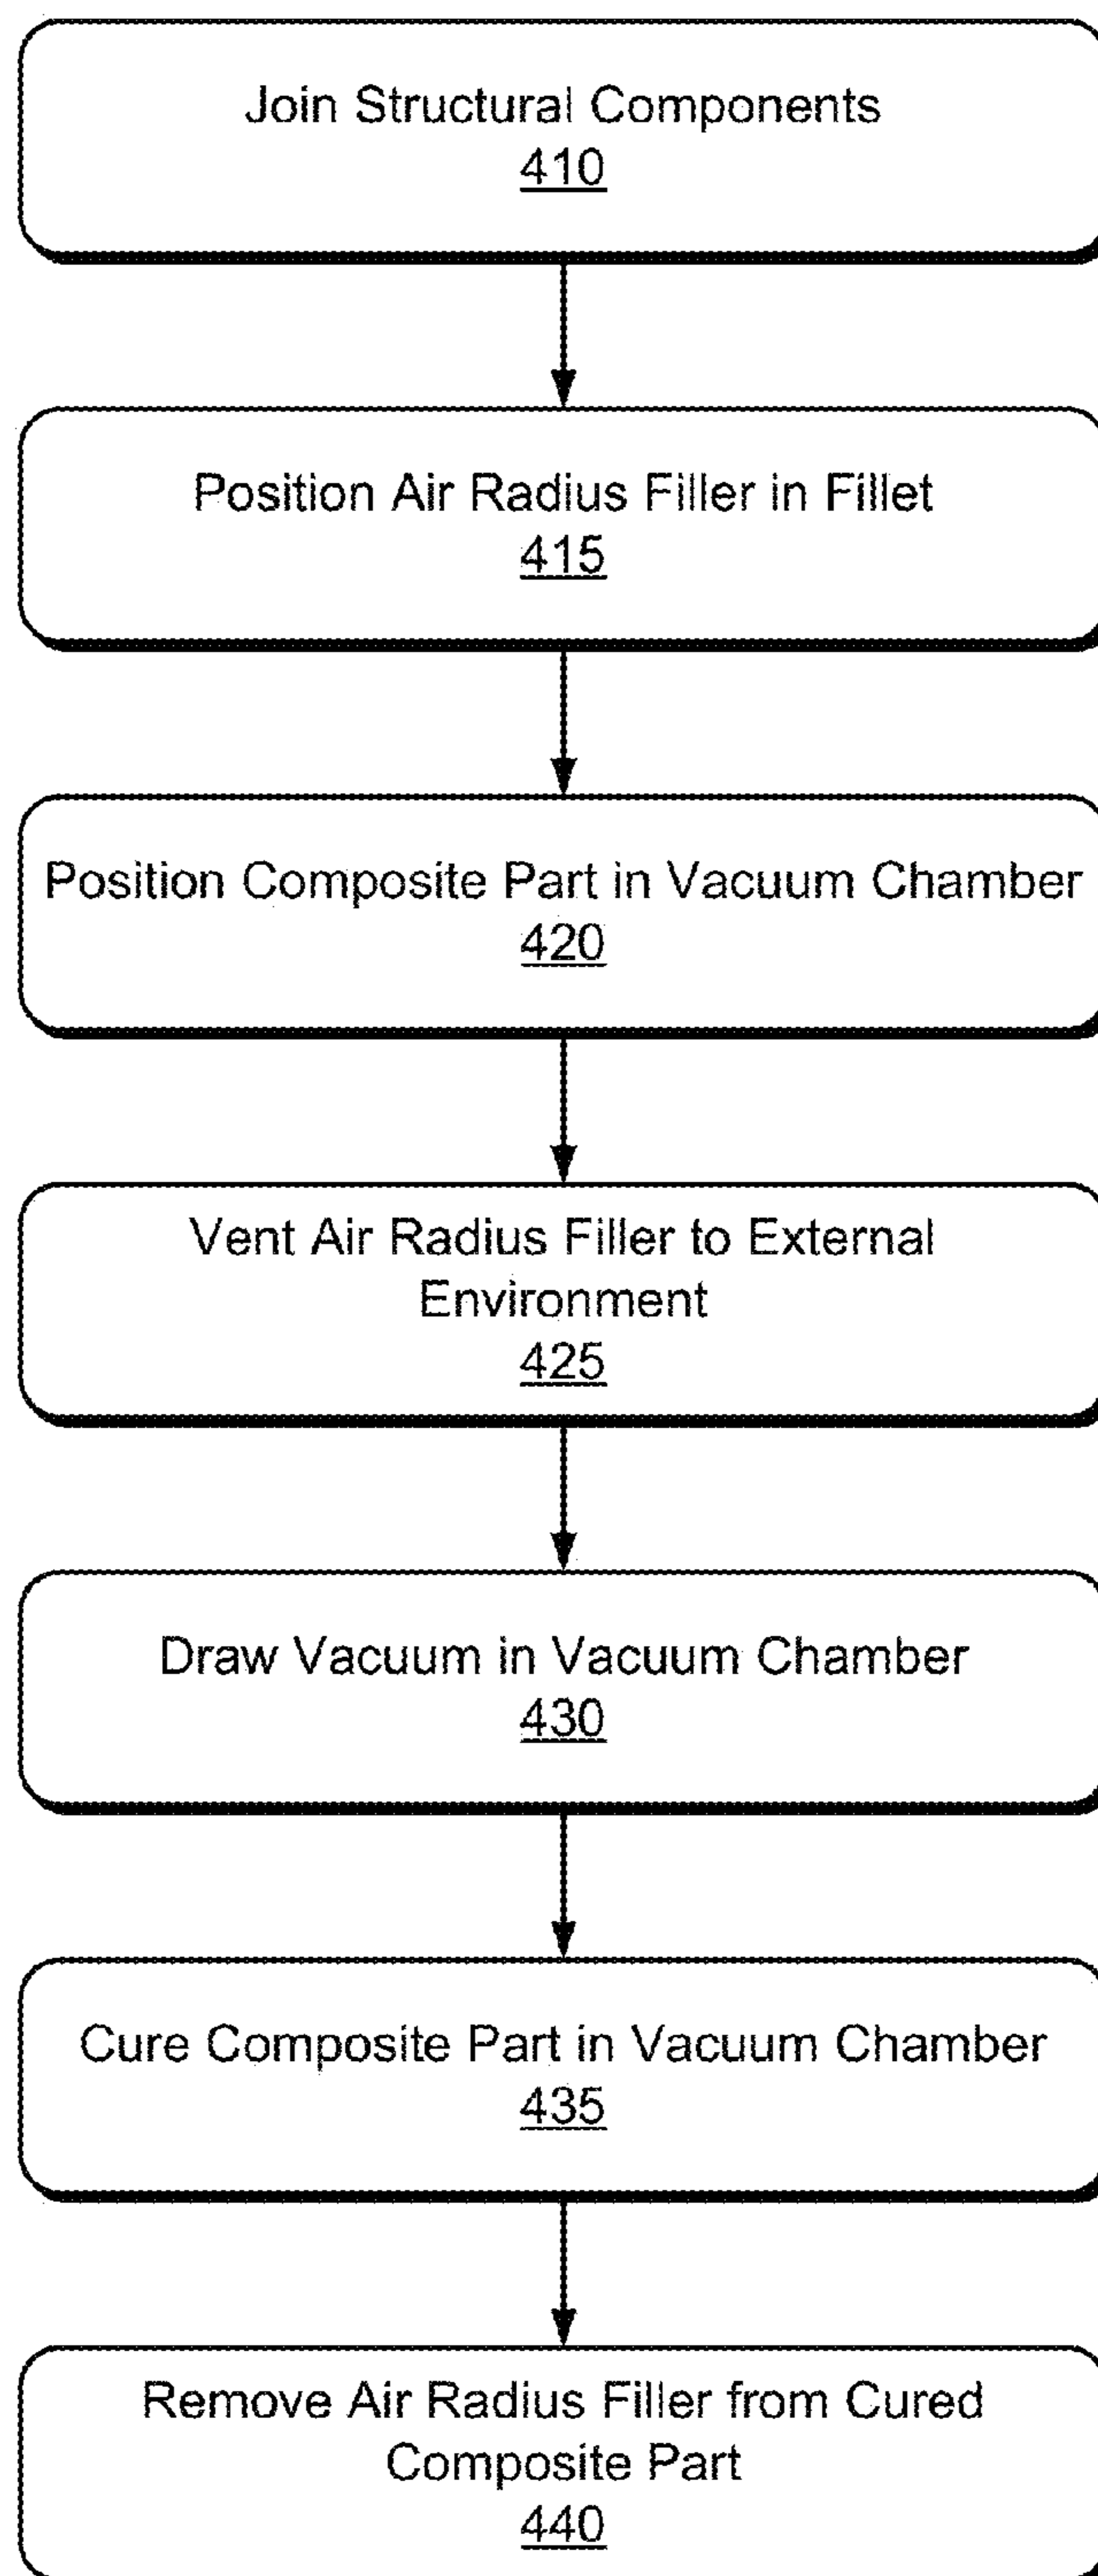 Join Structural Components
410
Position Air Radius Filler in Fillet
415
Position Composite Part in Vacuum Chamber
420
Vent Air Radius Filler to External
Environment
425
Draw Vacuum in Vacuum Chamber
430
Cure Composite Part in Vacuum Chamber
435
Remove Air Radius Filler from Cured
Composite Part
440